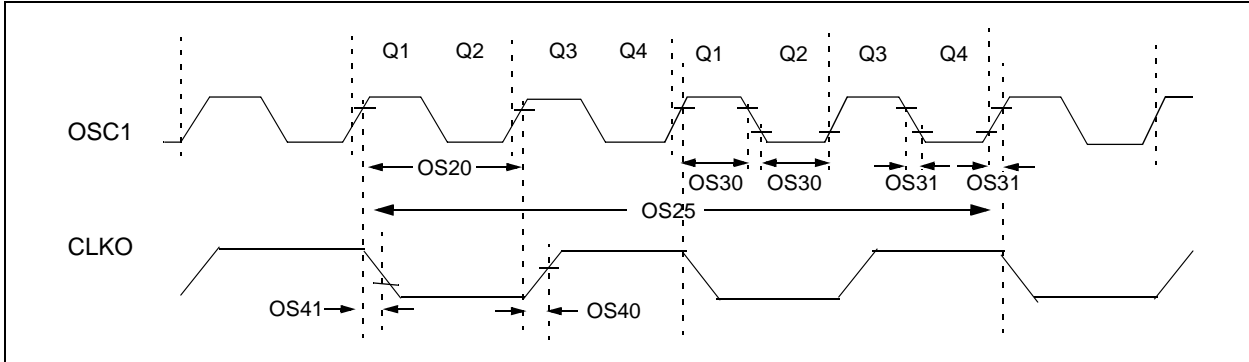 Q1 Q2 Q3 Q4 Q1 Q2 Q3 Q4
OSC1
OS20
OS30 OS30 OS31 OS31
OS25
CLKO
OS41 OS40